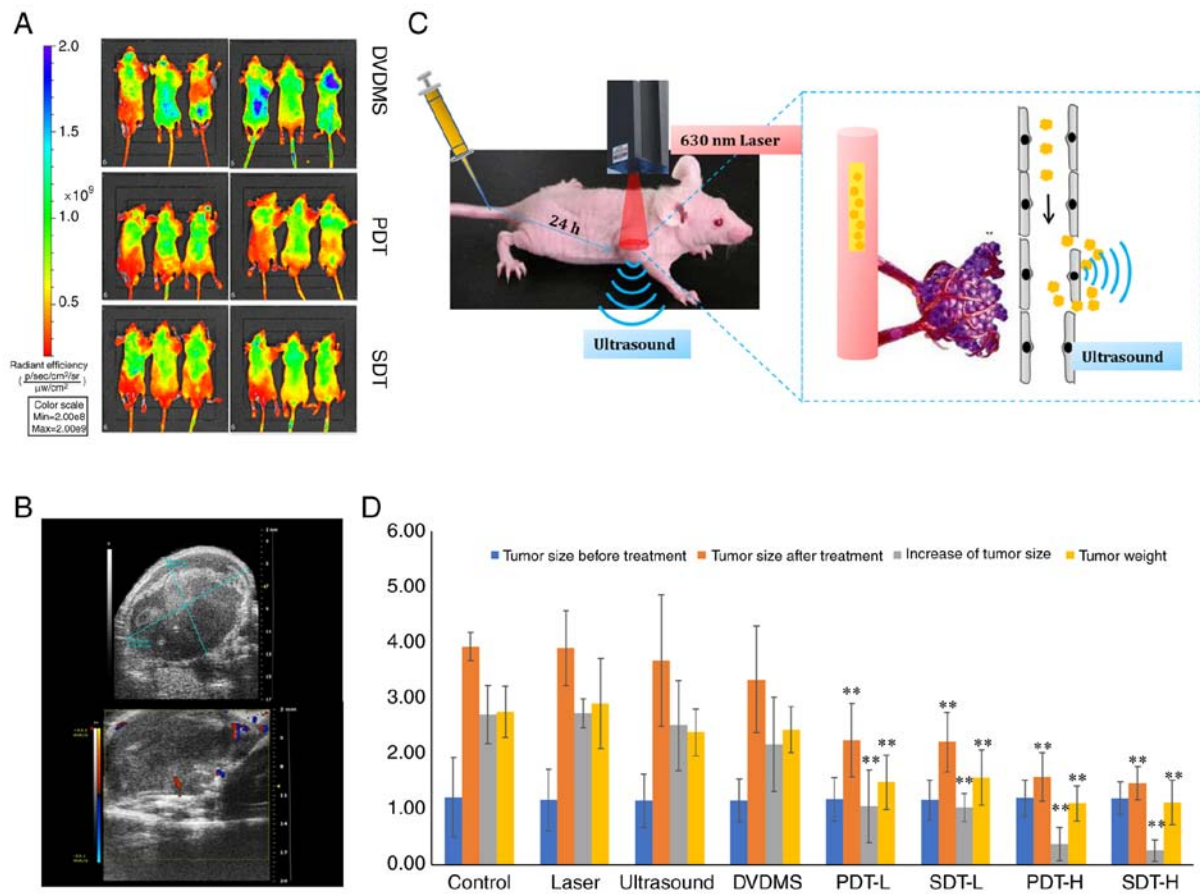 A
2.0
1.5
×10⁹
1.0
0.5
Radiant efficiency
(p/sec/cm²/sr
μw/cm²)
Color scale
Min=2.00e8
Max=2.00e9
DVDMS
PDT
SDT
C
630 nm Laser
24 h
Ultrasound
Ultrasound
B
D
6.00
5.00
4.00
3.00
2.00
1.00
0.00
Tumor size before treatment
Tumor size after treatment
Increase of tumor size
Tumor weight
** ** ** ** ** ** ** ** ** ** ** **
Control Laser Ultrasound DVDMS PDT-L SDT-L PDT-H SDT-H